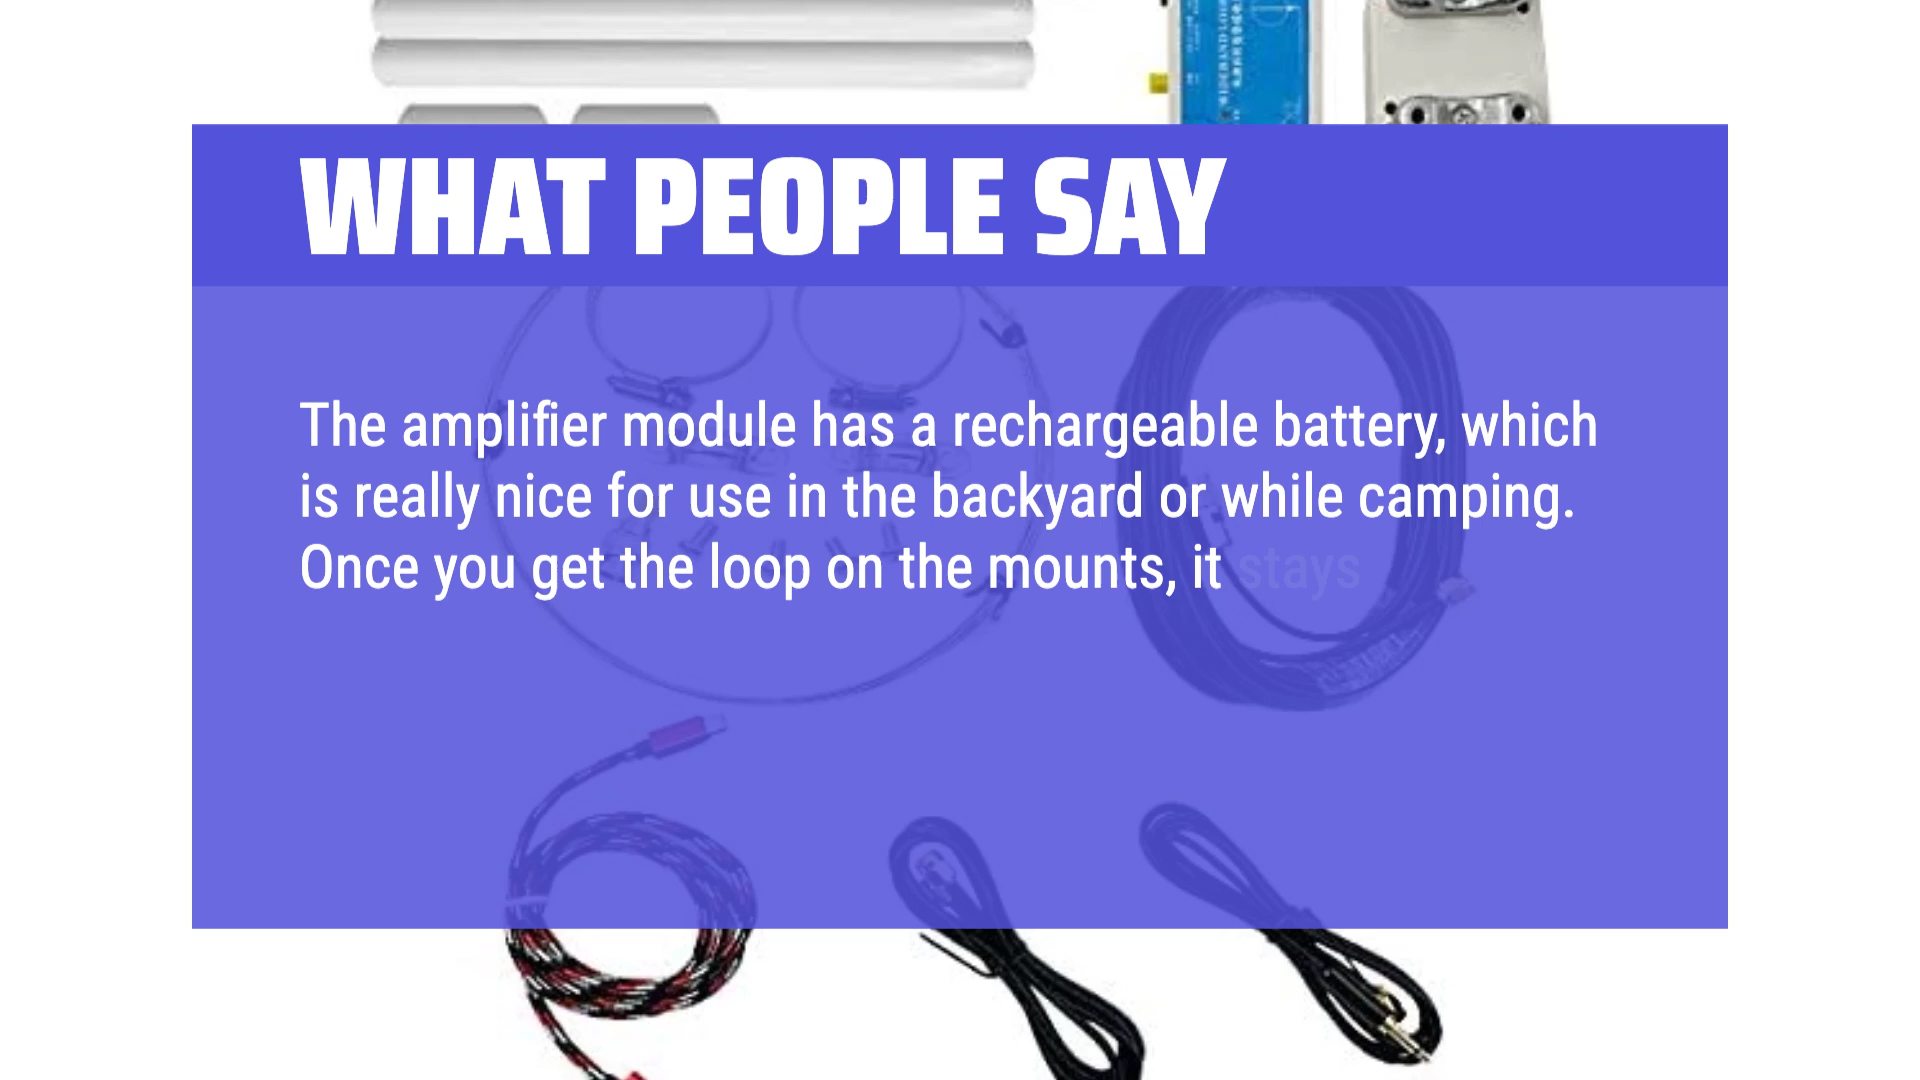 WHAT PEOPLE SAY
The amplifier module has a rechargeable battery, which
is really nice for use in the backyard or while camping.
Once you get the loop on the mounts, it stays